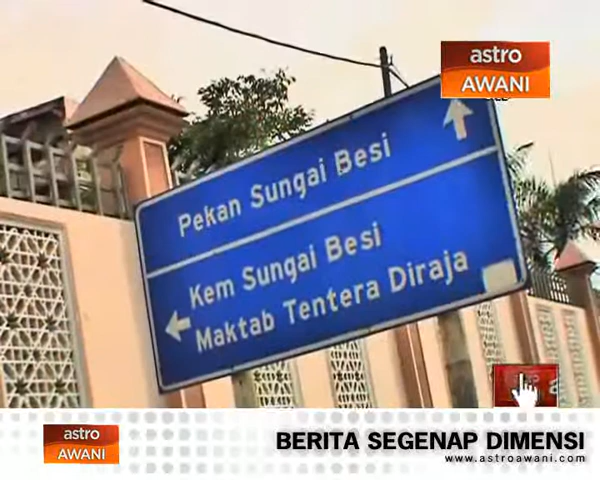 astro
AWANI
Pekan Sungai Besi
Kem Sungai Besi
Maktab Tentera Diraja
astro
AWANI
BERITA SEGENAP DIMENSI
www.astroawani.com